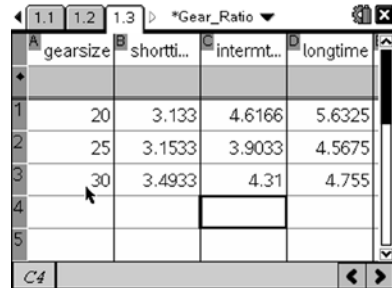 1.1 1.2 1.3 *Gear_Ratio
A gearsize B shortti... C intermt... D longtime
◆
1 20 3.133 4.6166 5.6325
2 25 3.1533 3.9033 4.5675
3 30 3.4933 4.31 4.755
4
5
C4